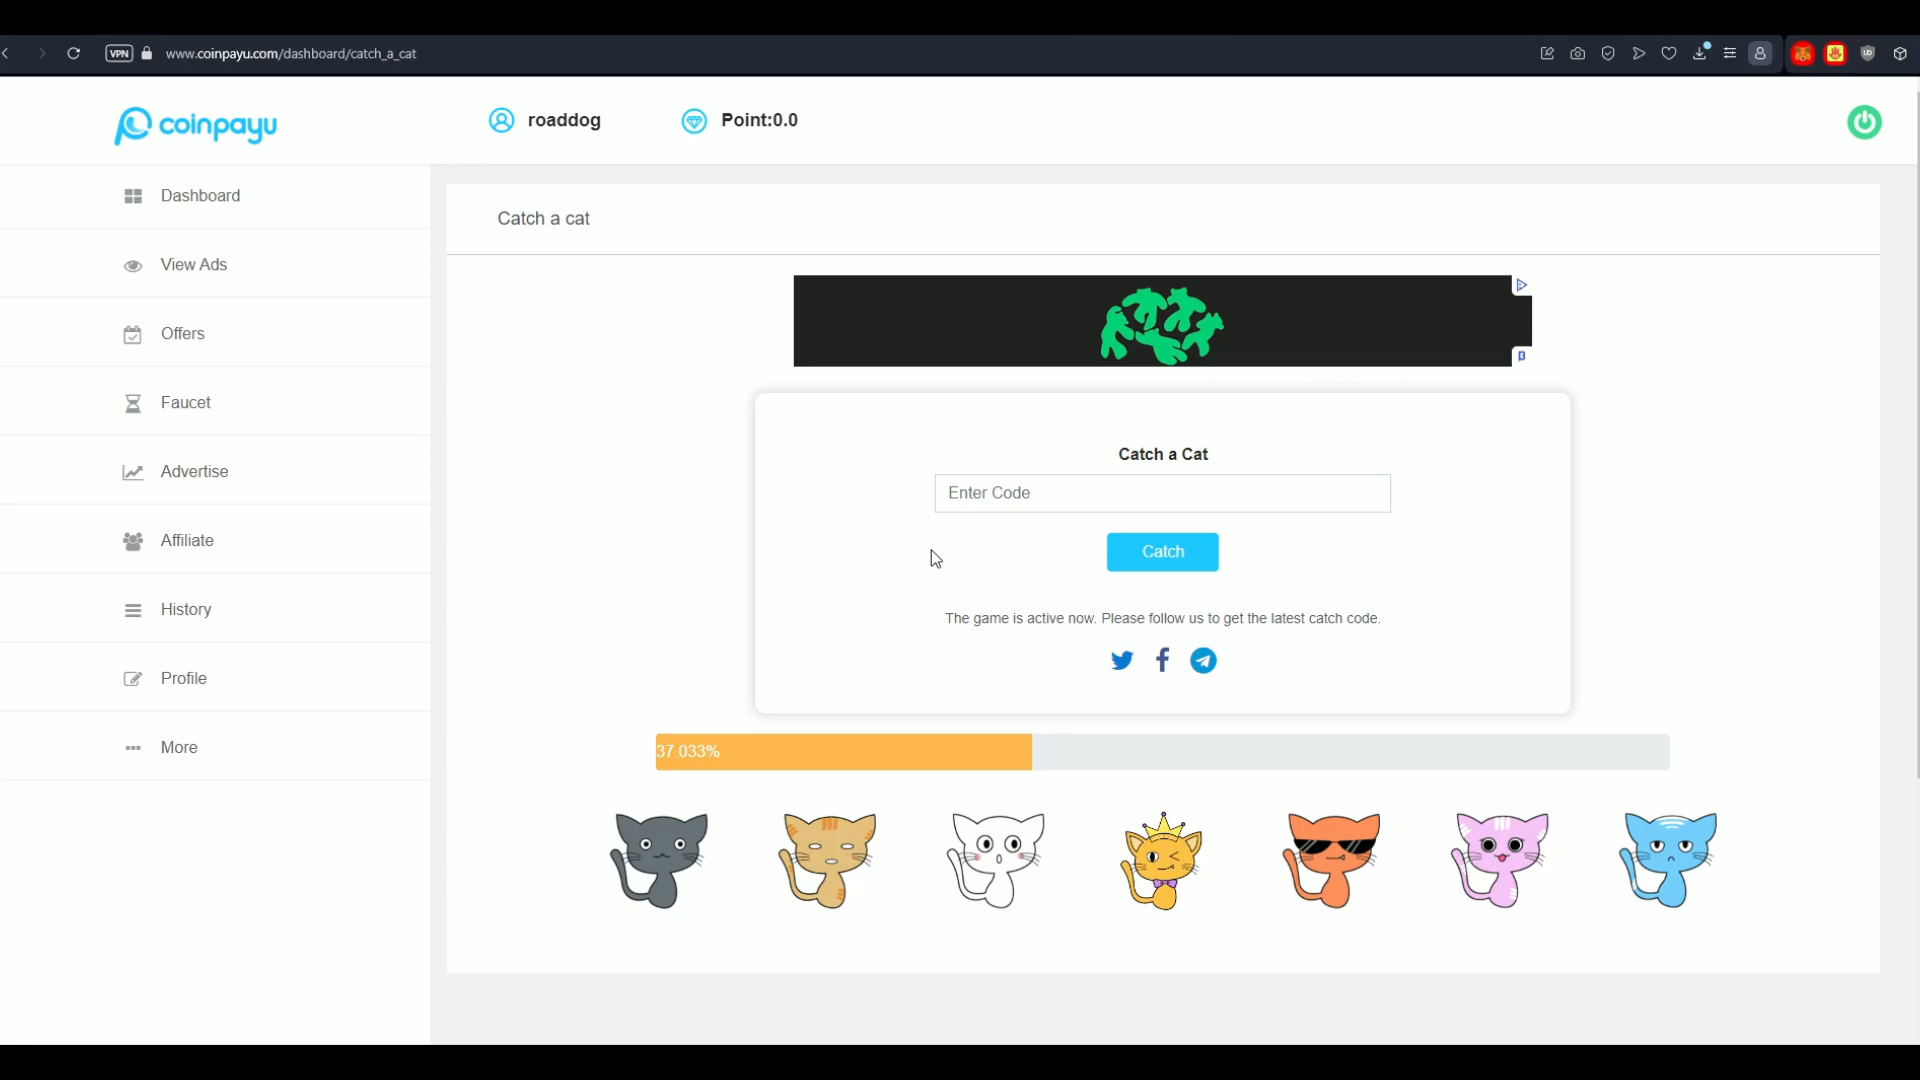 VPN
www.coinpayu.com/dashboard/catch_a_cat
coinpayu
roaddog
Point:0.0
Dashboard
View Ads
Offers
Faucet
Advertise
Affiliate
History
Profile
More
Catch a cat
Catch a Cat
Enter Code
Catch
The game is active now. Please follow us to get the latest catch code.
37.033%